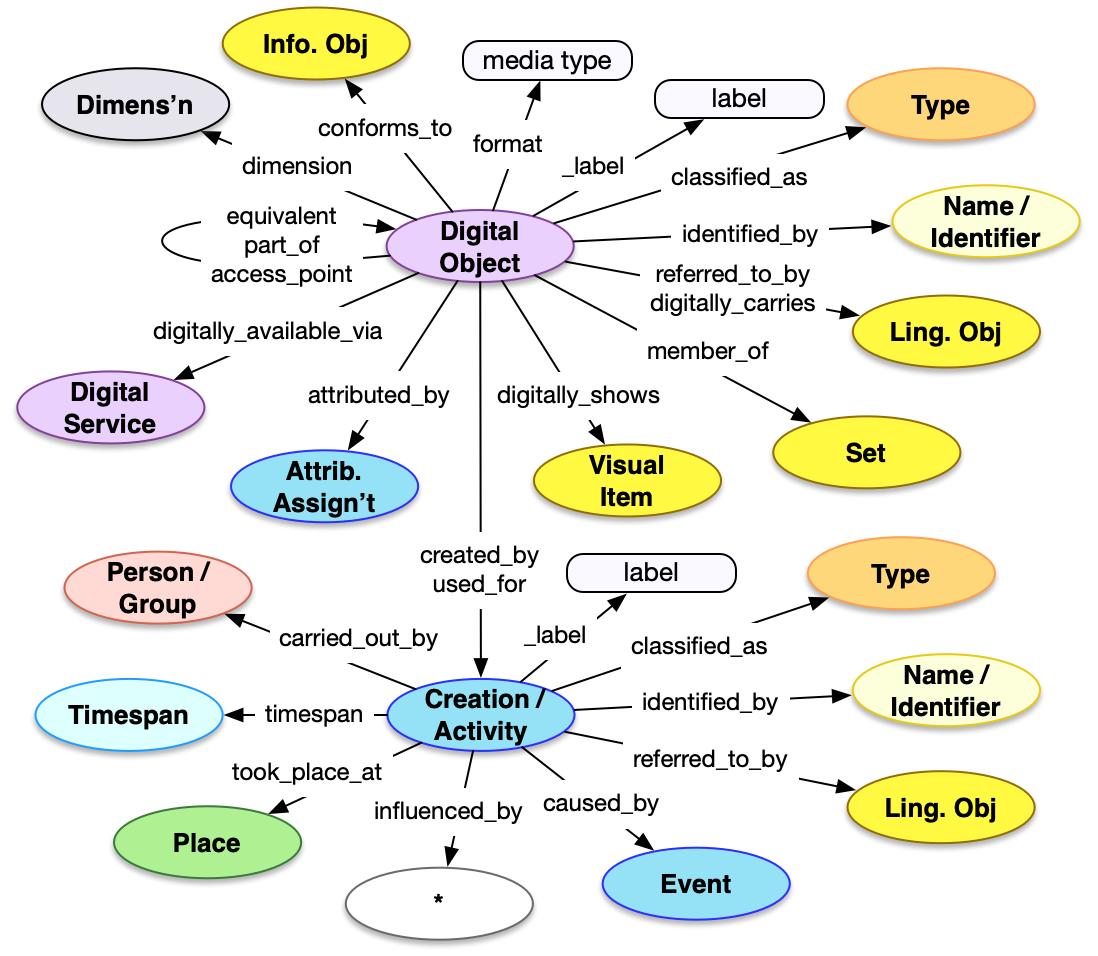 Info. Obj
media type
Dimens’n
label
Type
conforms_to
format
dimension
_label
classified_as
equivalent
part_of
access_point
Digital
Object
identified_by
Name /
Identifier
referred_to_by
digitally_carries
Ling. Obj
digitally_available_via
member_of
Digital
Service
attributed_by
digitally_shows
Attrib.
Assign’t
Visual
Item
Set
created_by
used_for
label
Type
Person /
Group
carried_out_by
_label
classified_as
Timespan
timespan
Creation /
Activity
identified_by
Name /
Identifier
took_place_at
referred_to_by
influenced_by
caused_by
Ling. Obj
Place
*
Event